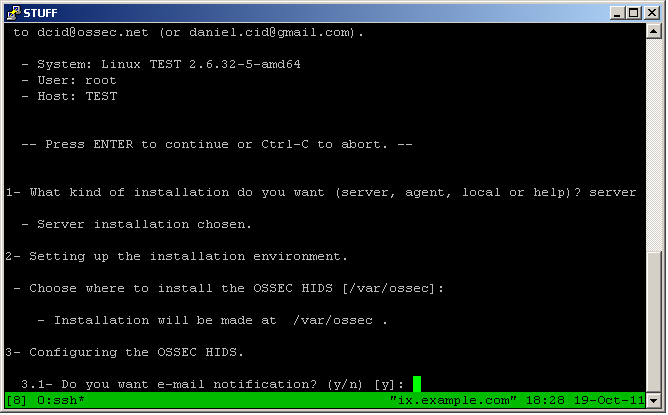 STUFF
to dcid@ossec.net (or daniel.cid@gmail.com).
- System: Linux TEST 2.6.32-5-amd64
- User: root
- Host: TEST
-- Press ENTER to continue or Ctrl-C to abort. --
1- What kind of installation do you want (server, agent, local or help)? server
- Server installation chosen.
2- Setting up the installation environment.
- Choose where to install the OSSEC HIDS [/var/ossec]:
- Installation will be made at  /var/ossec .
3- Configuring the OSSEC HIDS.
3.1- Do you want e-mail notification? (y/n) [y]:
[8] 0:ssh* "ix.example.com" 18:28 19-Oct-11